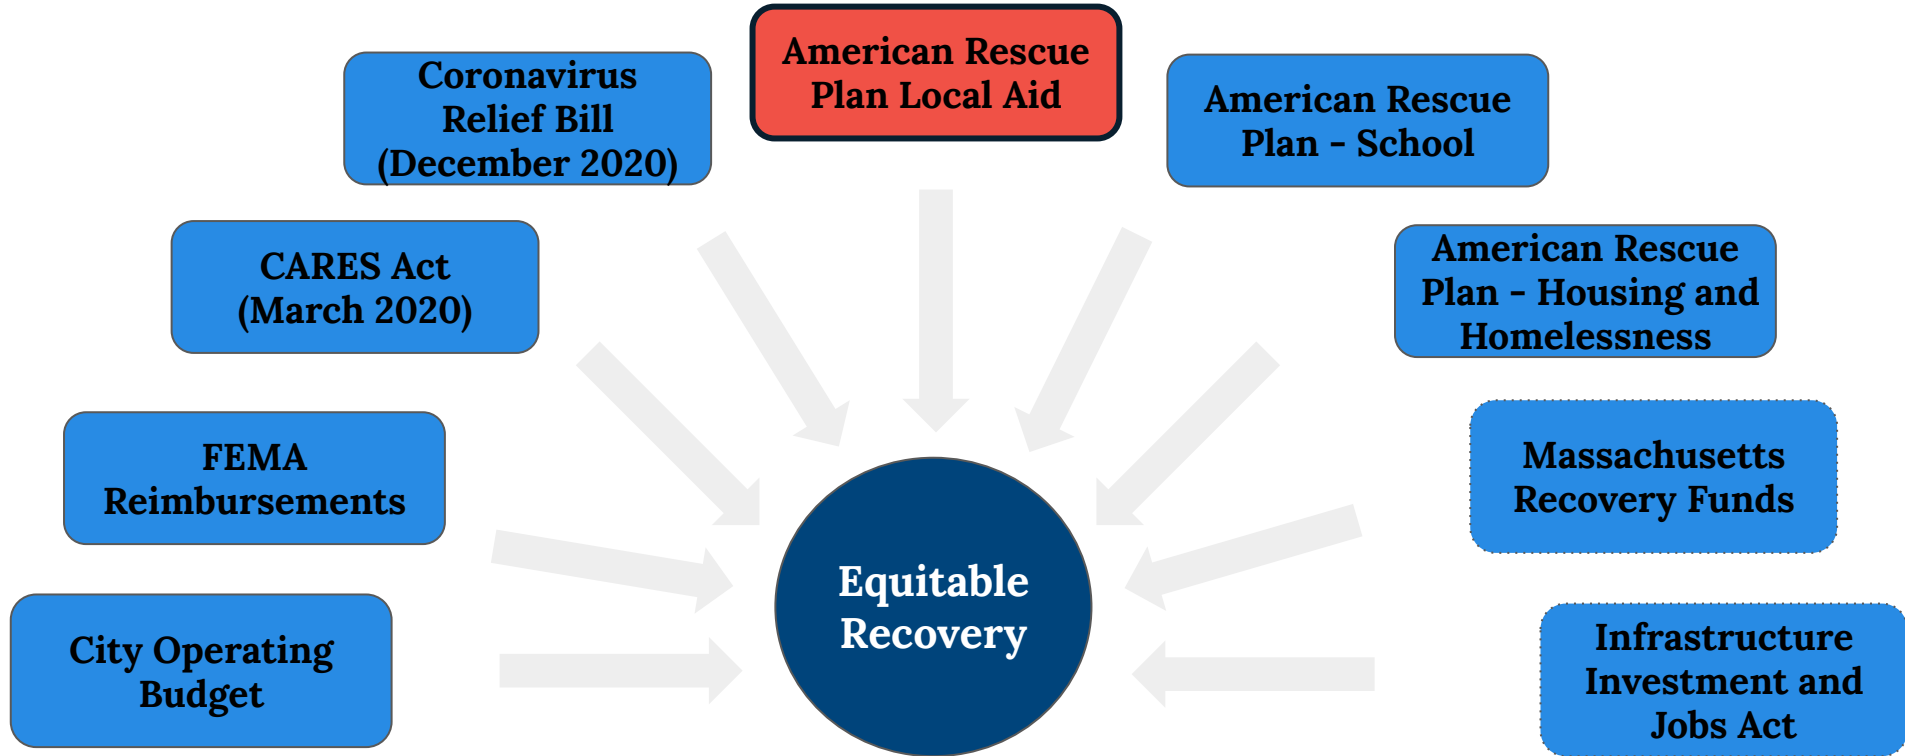 American Rescue
Plan Local Aid
Coronavirus
Relief Bill
(December 2020)
American Rescue
Plan - School
CARES Act
(March 2020)
American Rescue
Plan - Housing and
Homelessness
FEMA
Reimbursements
Massachusetts
Recovery Funds
City Operating
Budget
Equitable
Recovery
Infrastructure
Investment and
Jobs Act